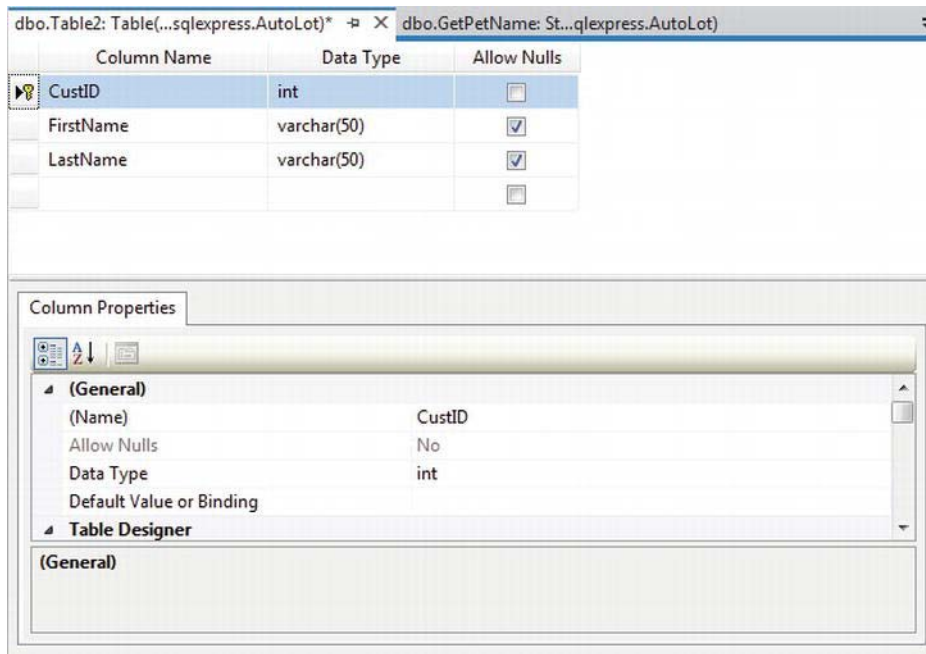 dbo.Table2: Table(...sqlexpress.AutoLot)* dbo.GetPetName: St...qlexpress.AutoLot)
Column Name Data Type Allow Nulls
CustID int
FirstName varchar(50)
LastName varchar(50)
Column Properties
(General)
(Name) CustID
Allow Nulls No
Data Type int
Default Value or Binding
Table Designer
(General)